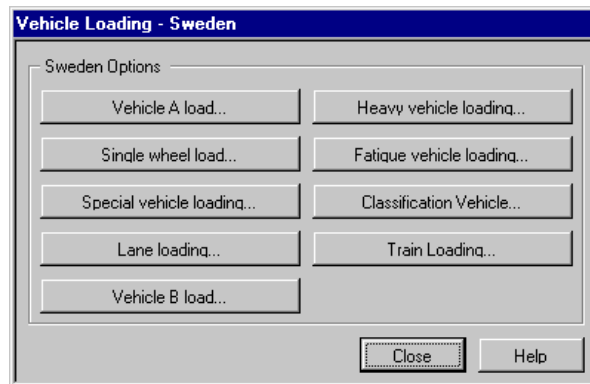 Vehicle Loading - Sweden
Sweden Options
Vehicle A load...
Heavy vehicle loading...
Single wheel load...
Fatigue vehicle loading...
Special vehicle loading...
Classification Vehicle...
Lane loading...
Train Loading...
Vehicle B load...
Close
Help